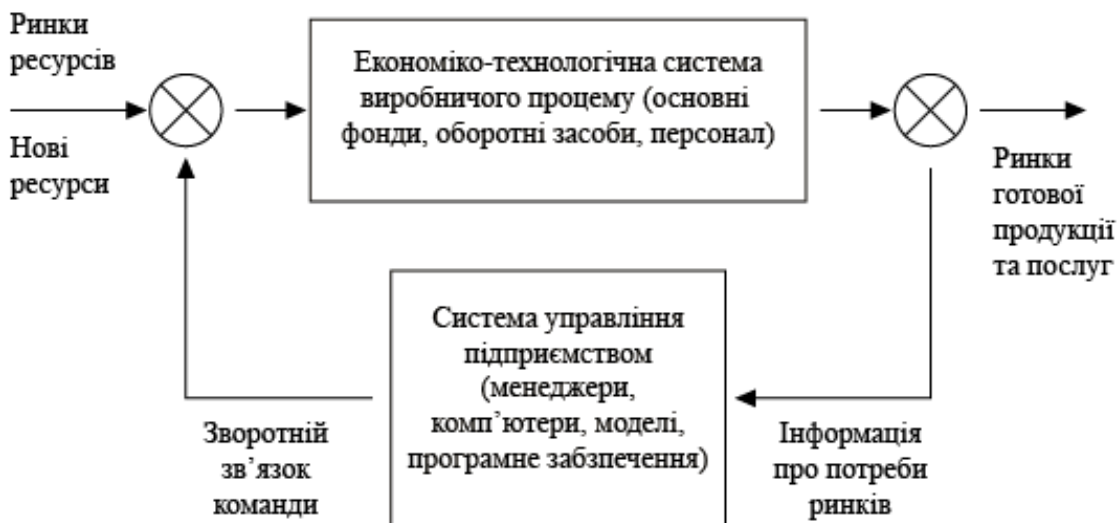 Ринки
ресурсів
Нові
ресурси
Економіко-технологічна система
виробничого процему (основні
фонди, оборотні засоби, персонал)
Ринки
готової
продукції
та послуг
Система управління
підприємством
(менеджери,
комп’ютери, моделі,
програмне забзпечення)
Зворотній
зв’язок
команди
Інформація
про потреби
ринків